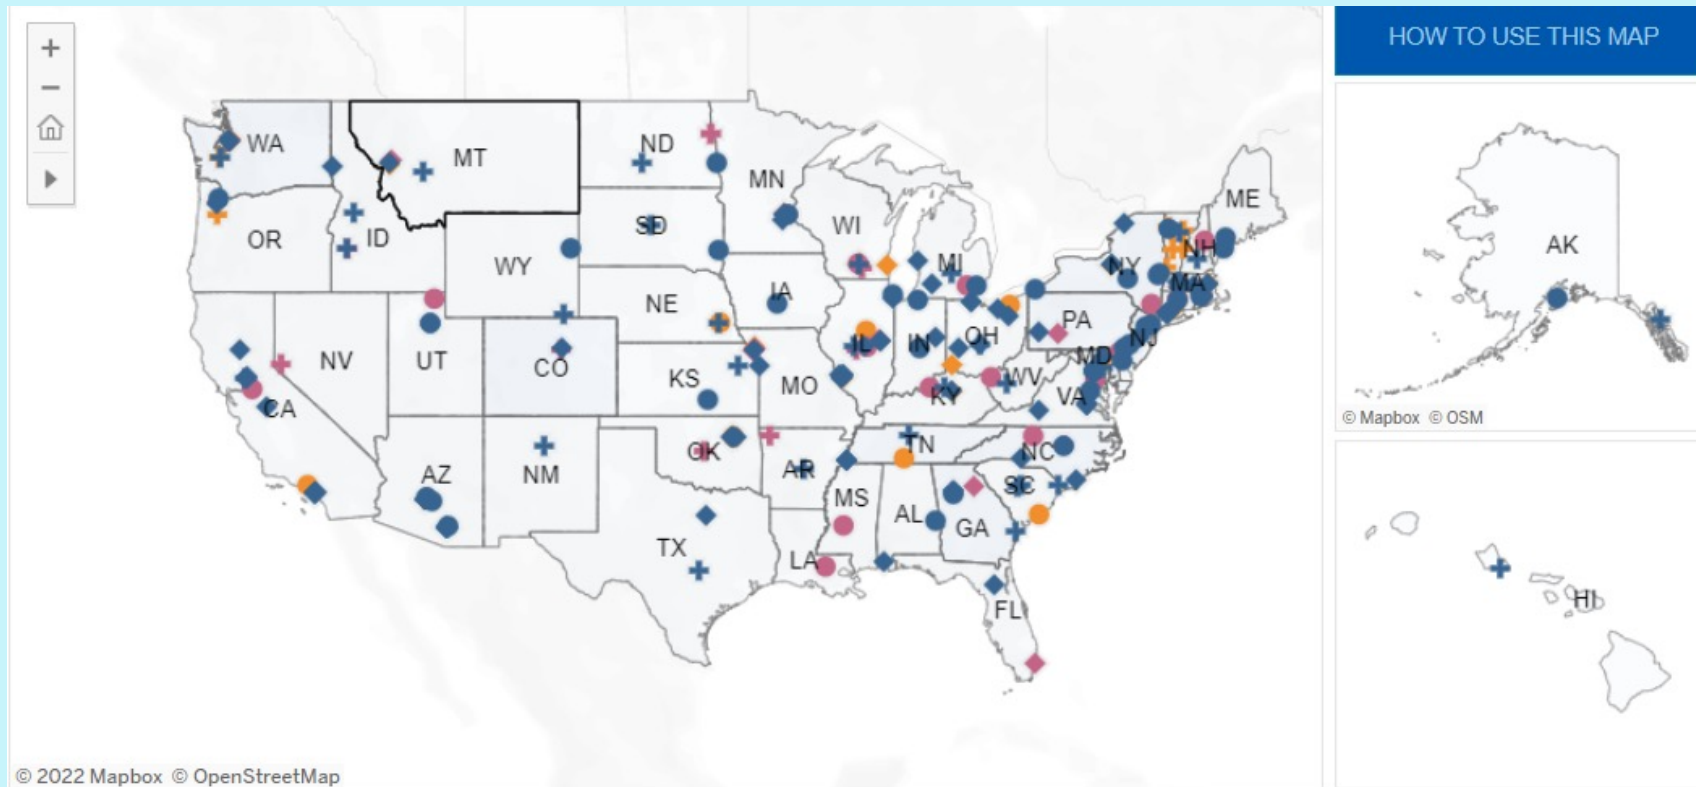 HOW TO USE THIS MAP
WA
MT
ND
MN
ME
OR
ID
SD
WI
MI
NY
NH
WY
MA
NE
IA
PA
NV
UT
CO
IL
IN
OH
NJ
MD
KS
MO
WV
CA
KY
VA
AZ
NM
OK
AR
TN
NC
TX
LA
MS
AL
GA
SC
FL
© 2022 Mapbox © OpenStreetMap
AK
© Mapbox © OSM
HI